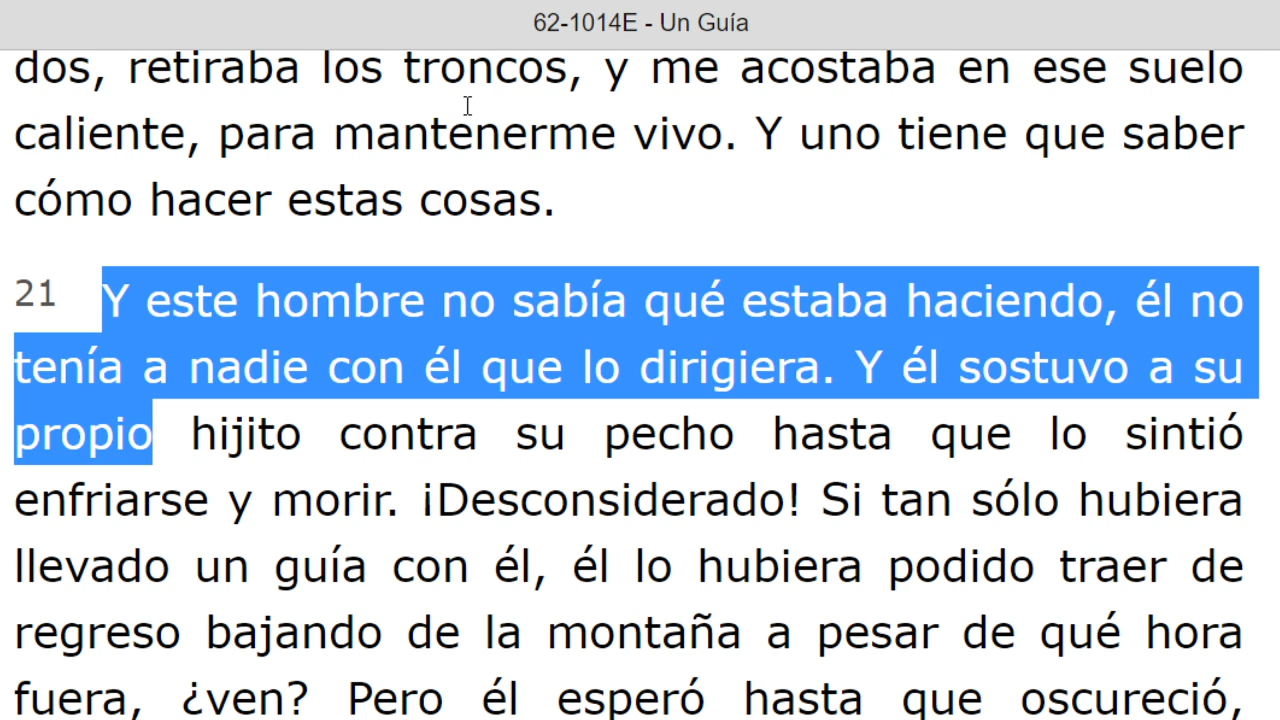 62-1014E - Un Guía
dos, retiraba los troncos, y me acostaba en ese suelo
caliente, para mantenerme vivo. Y uno tiene que saber
cómo hacer estas cosas.
21 Y este hombre no sabía qué estaba haciendo, él no
tenía a nadie con él que lo dirigiera. Y él sostuvo a su
propio hijito contra su pecho hasta que lo sintió
enfriarse y morir. ¡Desconsiderado! Si tan sólo hubiera
llevado un guía con él, él lo hubiera podido traer de
regreso bajando de la montaña a pesar de qué hora
fuera, ¿ven? Pero él esperó hasta que oscureció,